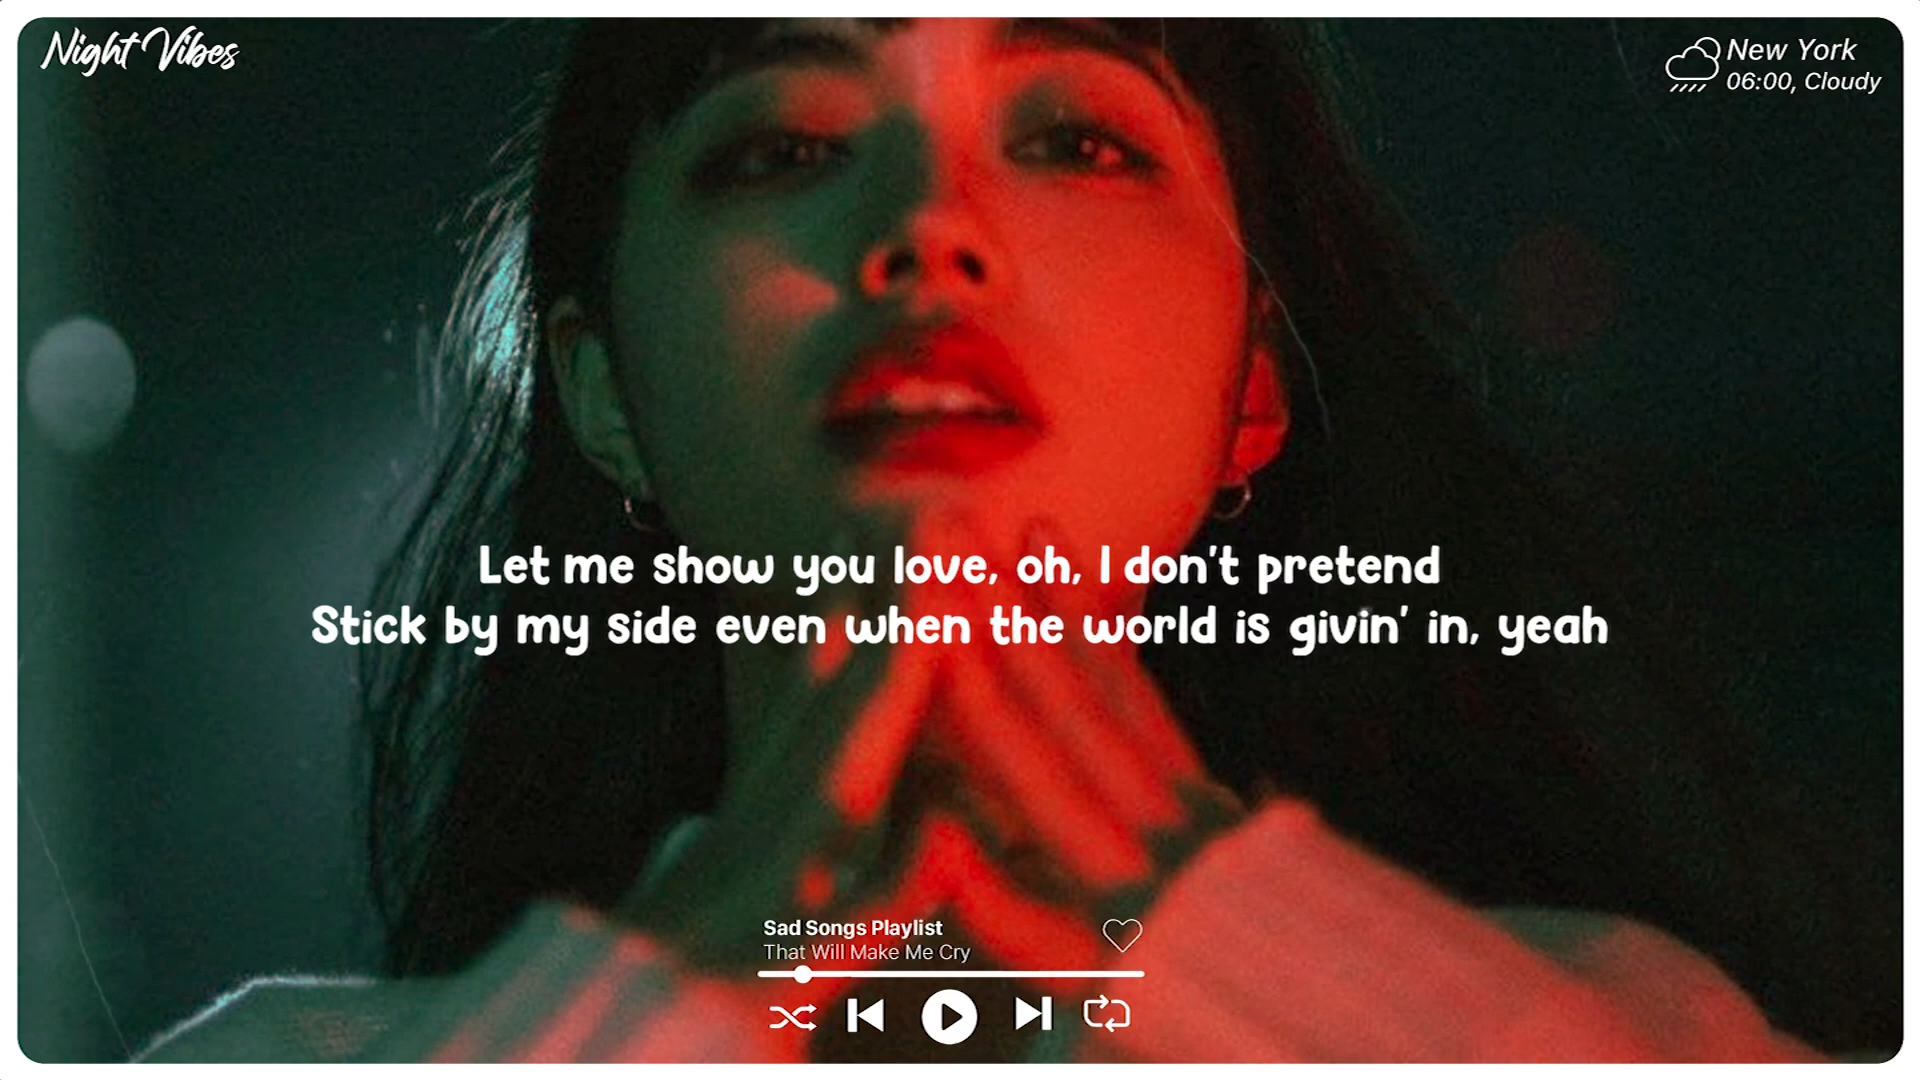 Night Vibes
New York
06:00, Cloudy
Let me show you love, oh, I don't pretend
Stick by my side even when the world is givin' in, yeah
Sad Songs Playlist
That Will Make Me Cry